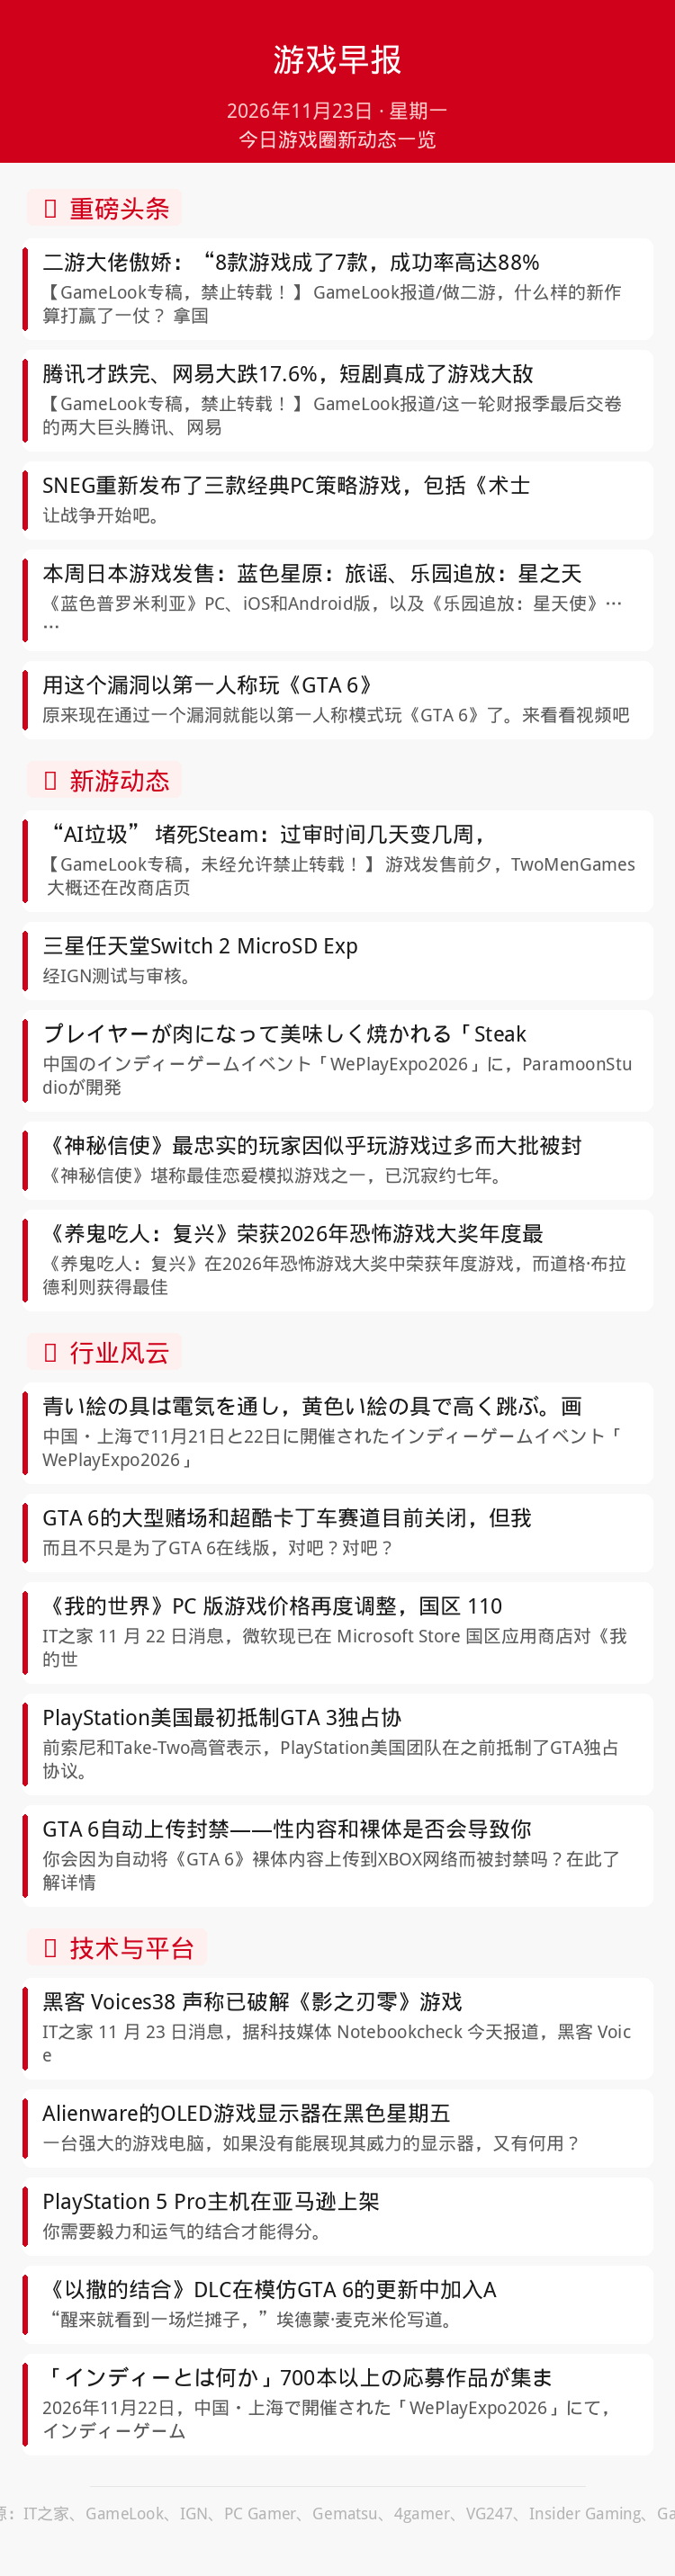 游戏早报
2026年11月23日 · 星期一
今日游戏圈新动态一览
重磅头条
二游大佬傲娇：“8款游戏成了7款，成功率高达88%
【GameLook专稿，禁止转载！】GameLook报道/做二游，什么样的新作
算打赢了一仗？ 拿国
腾讯才跌完、网易大跌17.6%，短剧真成了游戏大敌
【GameLook专稿，禁止转载！】GameLook报道/这一轮财报季最后交卷
的两大巨头腾讯、网易
SNEG重新发布了三款经典PC策略游戏，包括《术士
让战争开始吧。
本周日本游戏发售：蓝色星原：旅谣、乐园追放：星之天
《蓝色普罗米利亚》PC、iOS和Android版，以及《乐园追放：星天使》…
…
用这个漏洞以第一人称玩《GTA 6》
原来现在通过一个漏洞就能以第一人称模式玩《GTA 6》了。来看看视频吧
新游动态
“AI垃圾” 堵死Steam：过审时间几天变几周，
【GameLook专稿，未经允许禁止转载！】游戏发售前夕，TwoMenGames
大概还在改商店页
三星任天堂Switch 2 MicroSD Exp
经IGN测试与审核。
プレイヤーが肉になって美味しく焼かれる「Steak
中国のインディーゲームイベント「WePlayExpo2026」に，ParamoonStu
dioが開発
《神秘信使》最忠实的玩家因似乎玩游戏过多而大批被封
《神秘信使》堪称最佳恋爱模拟游戏之一，已沉寂约七年。
《养鬼吃人：复兴》荣获2026年恐怖游戏大奖年度最
《养鬼吃人：复兴》在2026年恐怖游戏大奖中荣获年度游戏，而道格·布拉
德利则获得最佳
行业风云
青い絵の具は電気を通し，黄色い絵の具で高く跳ぶ。画
中国・上海で11月21日と22日に開催されたインディーゲームイベント「
WePlayExpo2026」
GTA 6的大型赌场和超酷卡丁车赛道目前关闭，但我
而且不只是为了GTA 6在线版，对吧？对吧？
《我的世界》PC 版游戏价格再度调整，国区 110
IT之家 11 月 22 日消息，微软现已在 Microsoft Store 国区应用商店对《我
的世
PlayStation美国最初抵制GTA 3独占协
前索尼和Take-Two高管表示，PlayStation美国团队在之前抵制了GTA独占
协议。
GTA 6自动上传封禁——性内容和裸体是否会导致你
你会因为自动将《GTA 6》裸体内容上传到XBOX网络而被封禁吗？在此了
解详情
技术与平台
黑客 Voices38 声称已破解《影之刃零》游戏
IT之家 11 月 23 日消息，据科技媒体 Notebookcheck 今天报道，黑客 Voic
e
Alienware的OLED游戏显示器在黑色星期五
一台强大的游戏电脑，如果没有能展现其威力的显示器，又有何用？
PlayStation 5 Pro主机在亚马逊上架
你需要毅力和运气的结合才能得分。
《以撒的结合》DLC在模仿GTA 6的更新中加入A
“醒来就看到一场烂摊子，”埃德蒙·麦克米伦写道。
「インディーとは何か」700本以上の応募作品が集ま
2026年11月22日，中国・上海で開催された「WePlayExpo2026」にて，
インディーゲーム
源：IT之家、GameLook、IGN、PC Gamer、Gematsu、4gamer、VG247、Insider Gaming、Ga